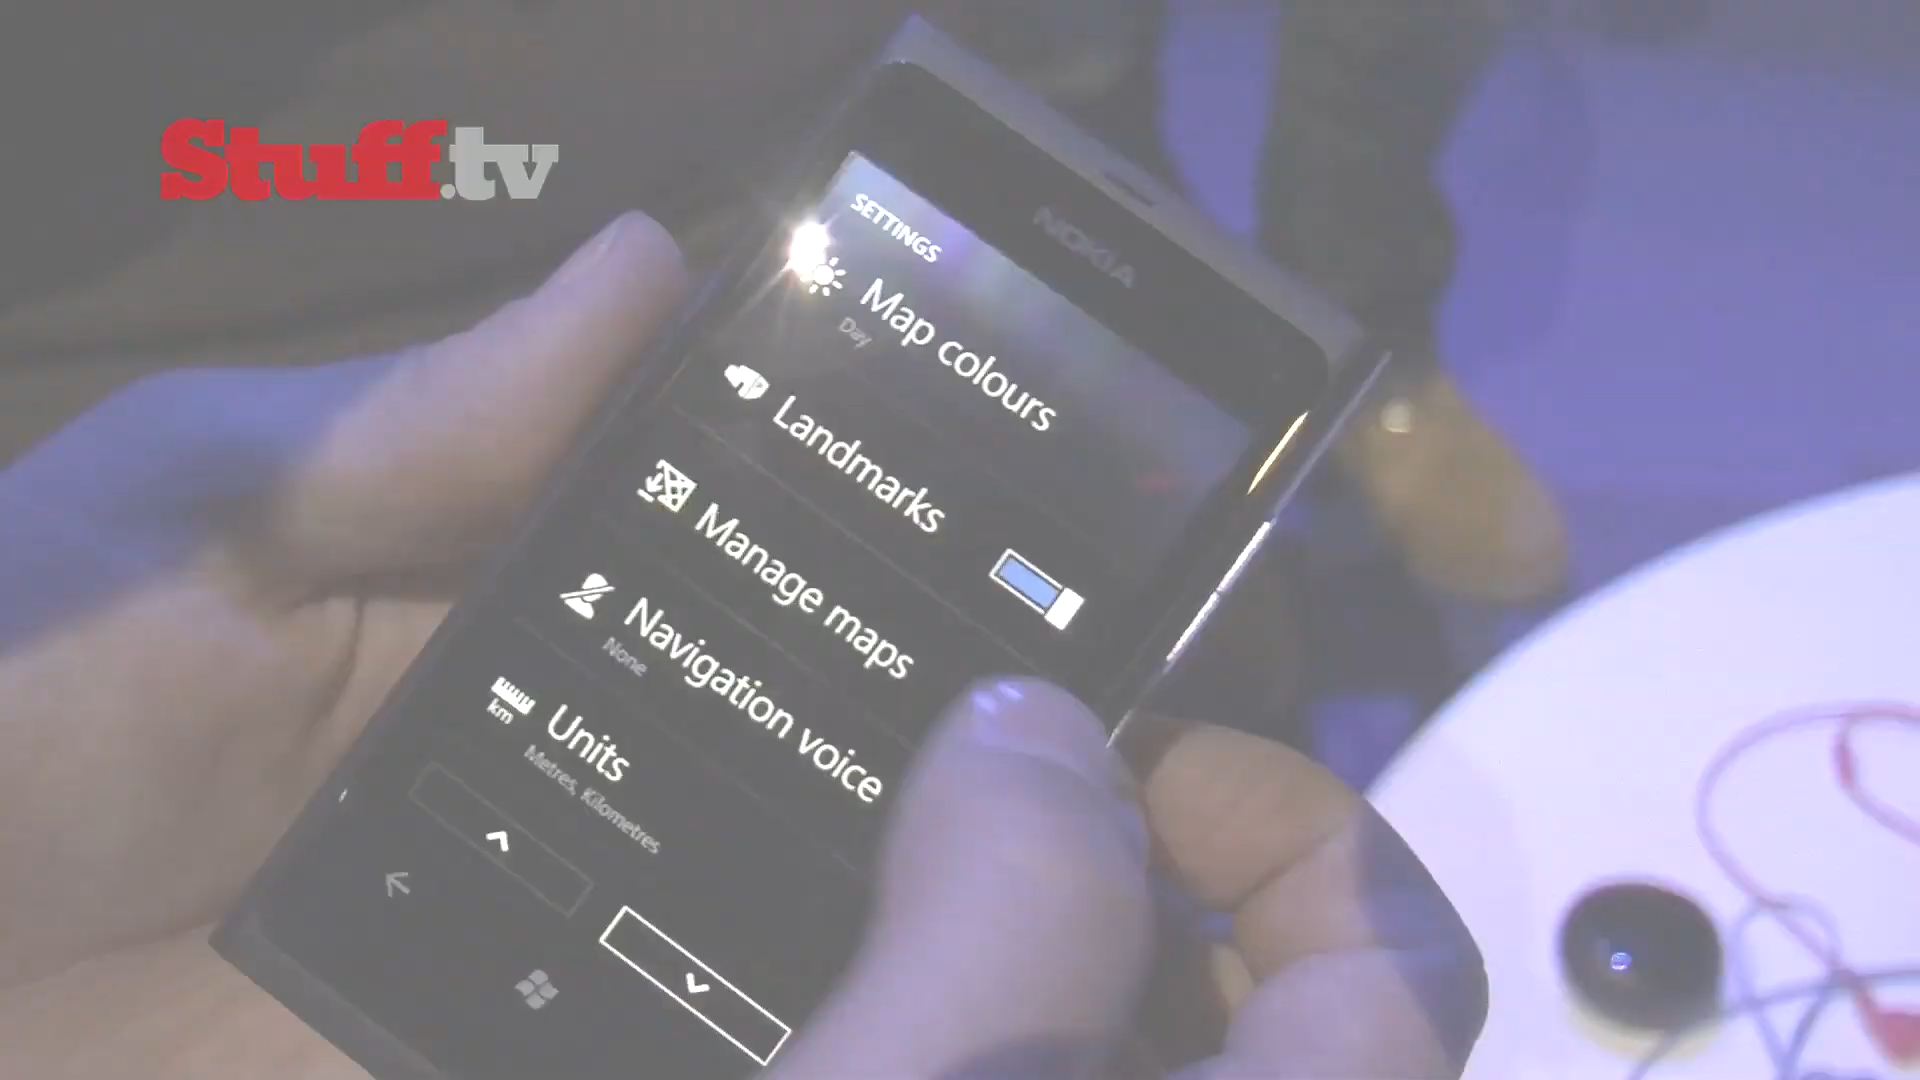 Stuff.tv
NOKIA
SETTINGS
Map colours
Day
Landmarks
Manage maps
Navigation voice
None
km
Units
Metres, Kilometres